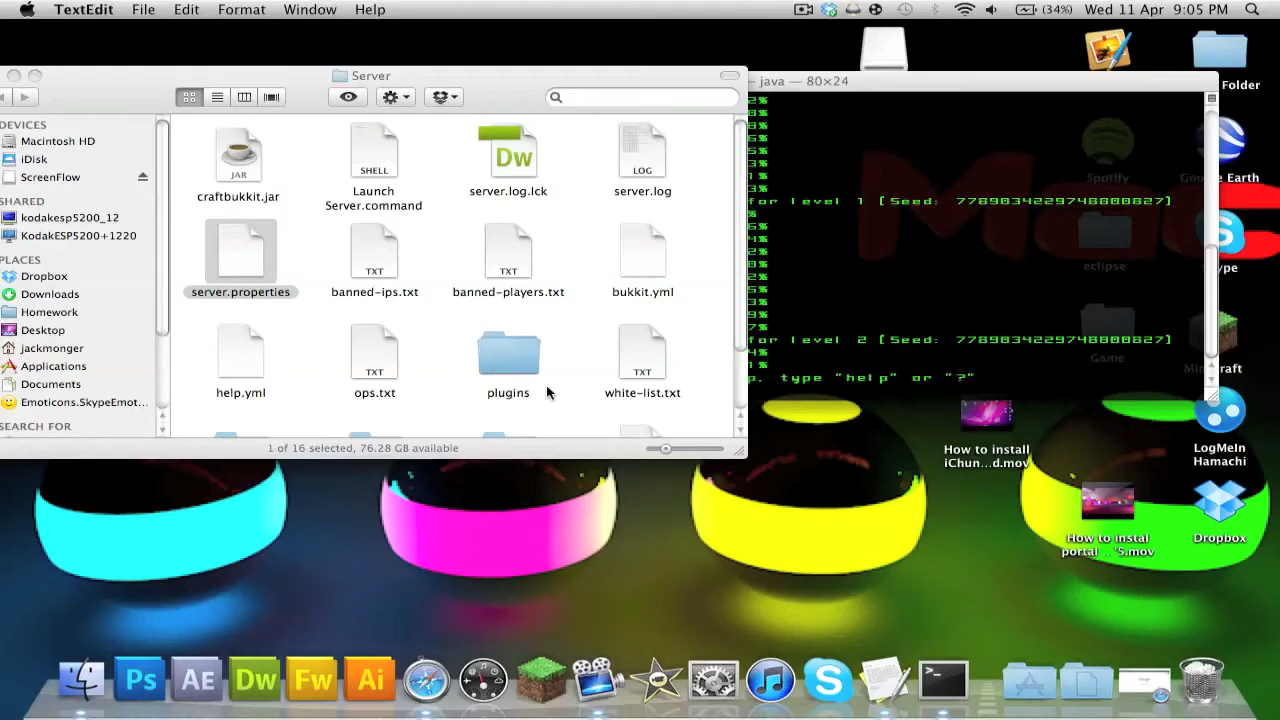 TextEdit File Edit Format Window Help (34%) Wed 11 Apr 9:05 PM
Server
java — 80×24
Folder
DEVICES
Macintosh HD
iDisk
ScreenFlow
SHARED
kodakesp5200_12
KodakESP5200+1220
PLACES
Dropbox
Downloads
Homework
Desktop
jackmonger
Applications
Documents
Emoticons.SkypeEmot...
SEARCH FOR
JAR
craftbukkit.jar
SHELL
Launch
Server.command
Dw
server.log.lck
LOG
server.log
server.properties
TXT
banned-ips.txt
TXT
banned-players.txt
bukkit.yml
help.yml
TXT
ops.txt
plugins
TXT
white-list.txt
1 of 16 selected, 76.28 GB available
for level 1 [Seed: 7789034229748800827]
for level 2 [Seed: 7789034229748800827]
p, type "help" or "?"
Spotify
Google Earth
eclipse
ype
Game
Minecraft
How to install
iChun...d.mov
LogMeIn
Hamachi
How to instal
portal ...'S.mov
Dropbox
Ps AE Dw Fw Ai